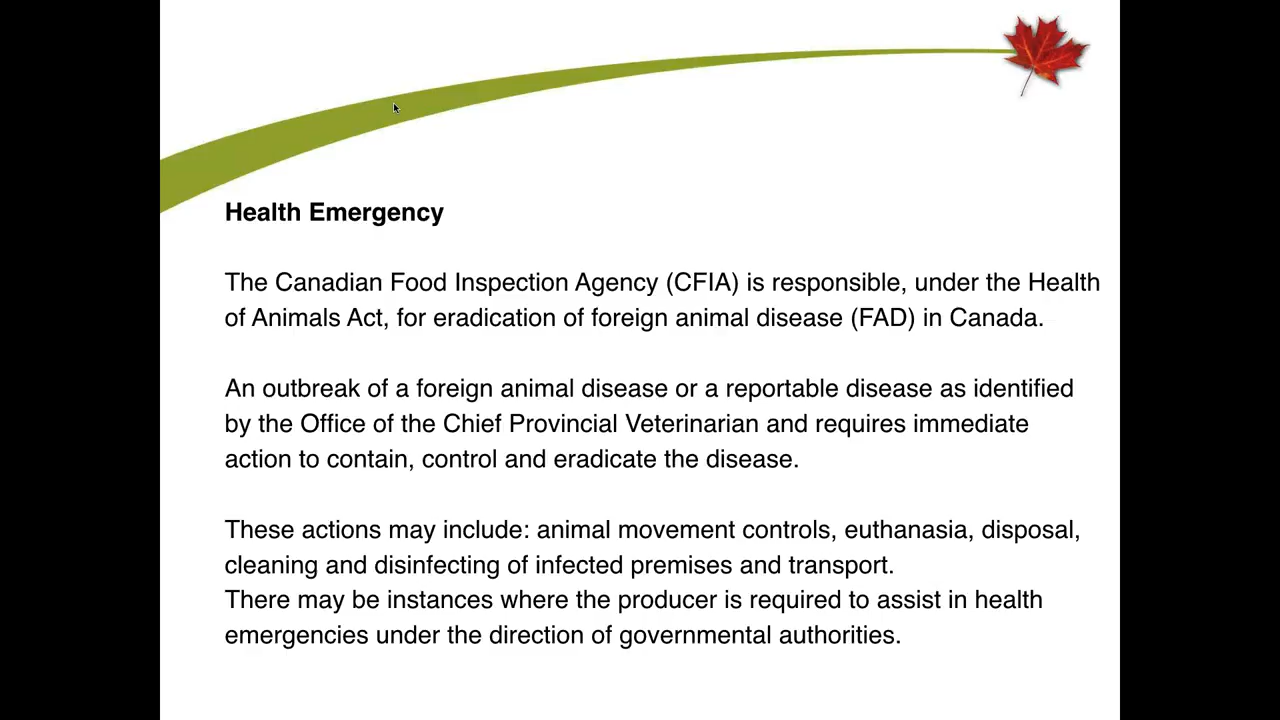 Health Emergency
The Canadian Food Inspection Agency (CFIA) is responsible, under the Health
of Animals Act, for eradication of foreign animal disease (FAD) in Canada.
An outbreak of a foreign animal disease or a reportable disease as identified
by the Office of the Chief Provincial Veterinarian and requires immediate
action to contain, control and eradicate the disease.
These actions may include: animal movement controls, euthanasia, disposal,
cleaning and disinfecting of infected premises and transport.
There may be instances where the producer is required to assist in health
emergencies under the direction of governmental authorities.